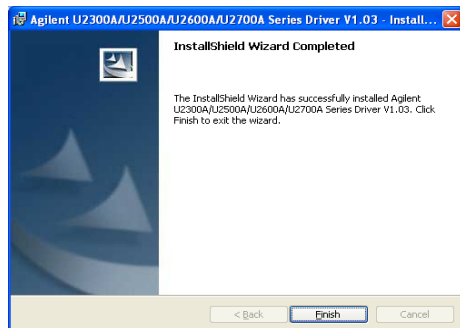 Agilent U2300A/U2500A/U2600A/U2700A Series Driver V1.03 - Install...
InstallShield Wizard Completed
The InstallShield Wizard has successfully installed Agilent
U2300A/U2500A/U2600A/U2700A Series Driver V1.03. Click
Finish to exit the wizard.
< Back
Finish
Cancel